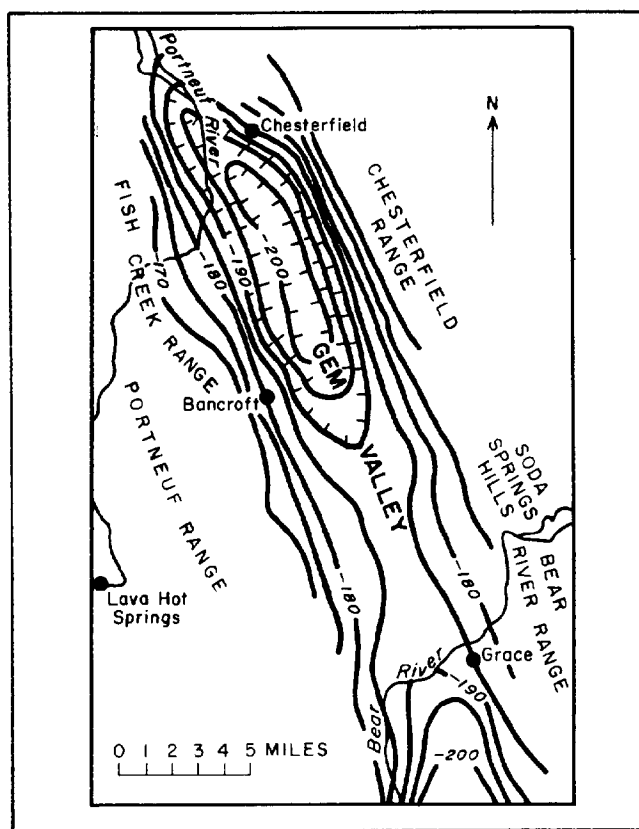 Portneuf
River
Chesterfield
N
CHESTERFIELD
RANGE
FISH
CREEK RANGE
-170
-180
-190
-200
GEM
VALLEY
Bancroft
PORTNEUF RANGE
SODA
SPRINGS
HILLS
BEAR
RIVER RANGE
Lava Hot
Springs
-180
-180
Grace
River
Bear
-190
-200
0 1 2 3 4 5 MILES